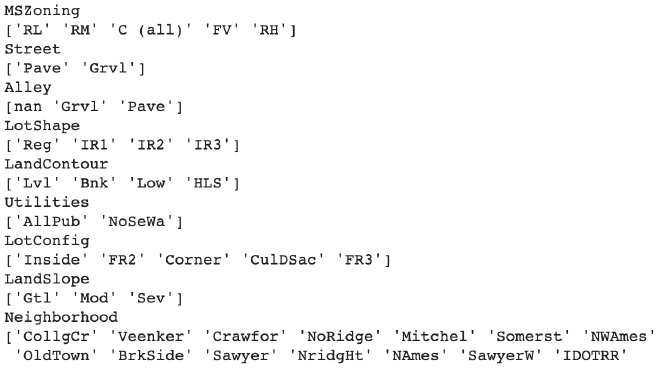 MSZoning
['RL' 'RM' 'C (all)' 'FV' 'RH']
Street
['Pave' 'Grvl']
Alley
[nan 'Grvl' 'Pave']
LotShape
['Reg' 'IR1' 'IR2' 'IR3']
LandContour
['Lvl' 'Bnk' 'Low' 'HLS']
Utilities
['AllPub' 'NoSeWa']
LotConfig
['Inside' 'FR2' 'Corner' 'CulDSac' 'FR3']
LandSlope
['Gtl' 'Mod' 'Sev']
Neighborhood
['CollgCr' 'Veenker' 'Crawfor' 'NoRidge' 'Mitchel' 'Somerst' 'NWAmes'
'OldTown' 'BrkSide' 'Sawyer' 'NridgHt' 'NAmes' 'SawyerW' 'IDOTRR'